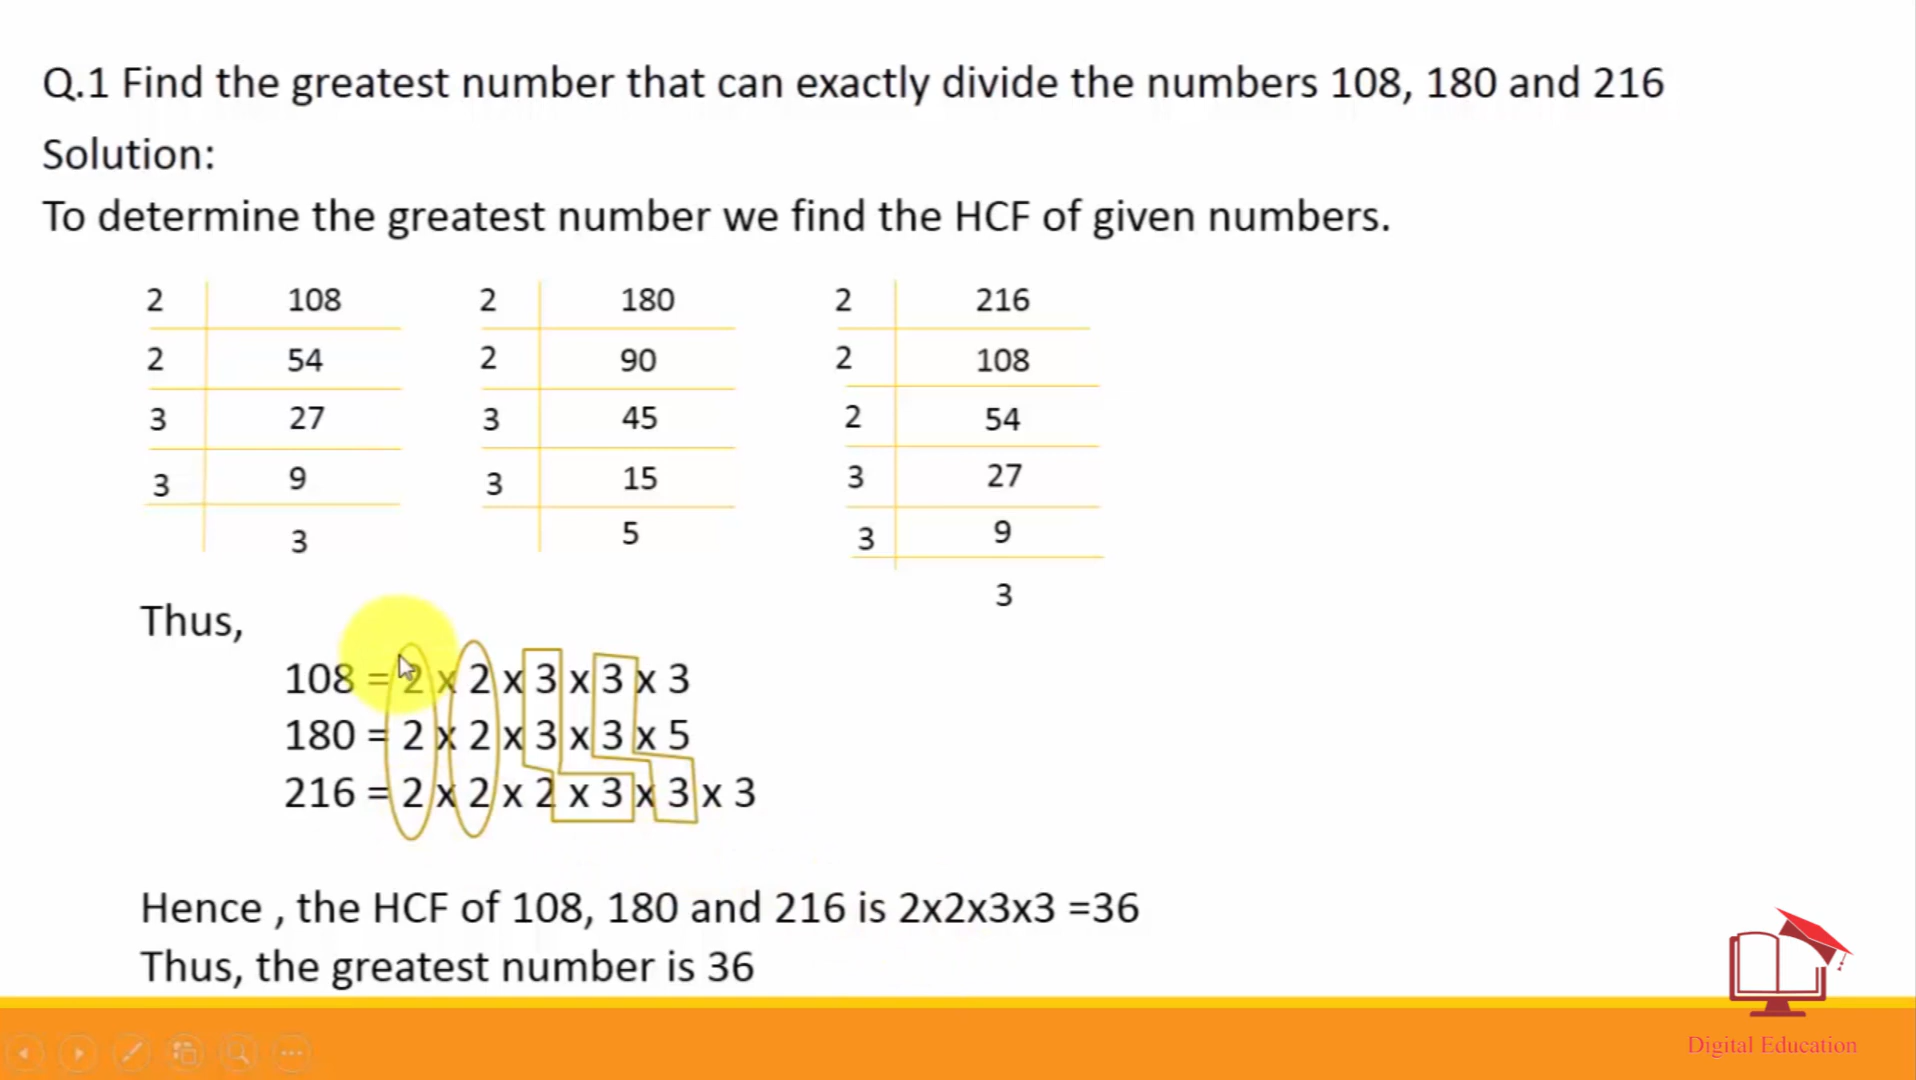 Q.1 Find the greatest number that can exactly divide the numbers 108, 180 and 216
Solution:
To determine the greatest number we find the HCF of given numbers.
2 108
2 54
3 27
3 9
3
2 180
2 90
3 45
3 15
5
2 216
2 108
2 54
3 27
3 9
3
Thus,
108 = 2 x 2 x 3 x 3 x 3
180 = 2 x 2 x 3 x 3 x 5
216 = 2 x 2 x 2 x 3 x 3 x 3
Hence , the HCF of 108, 180 and 216 is 2x2x3x3 =36
Thus, the greatest number is 36
Digital Education